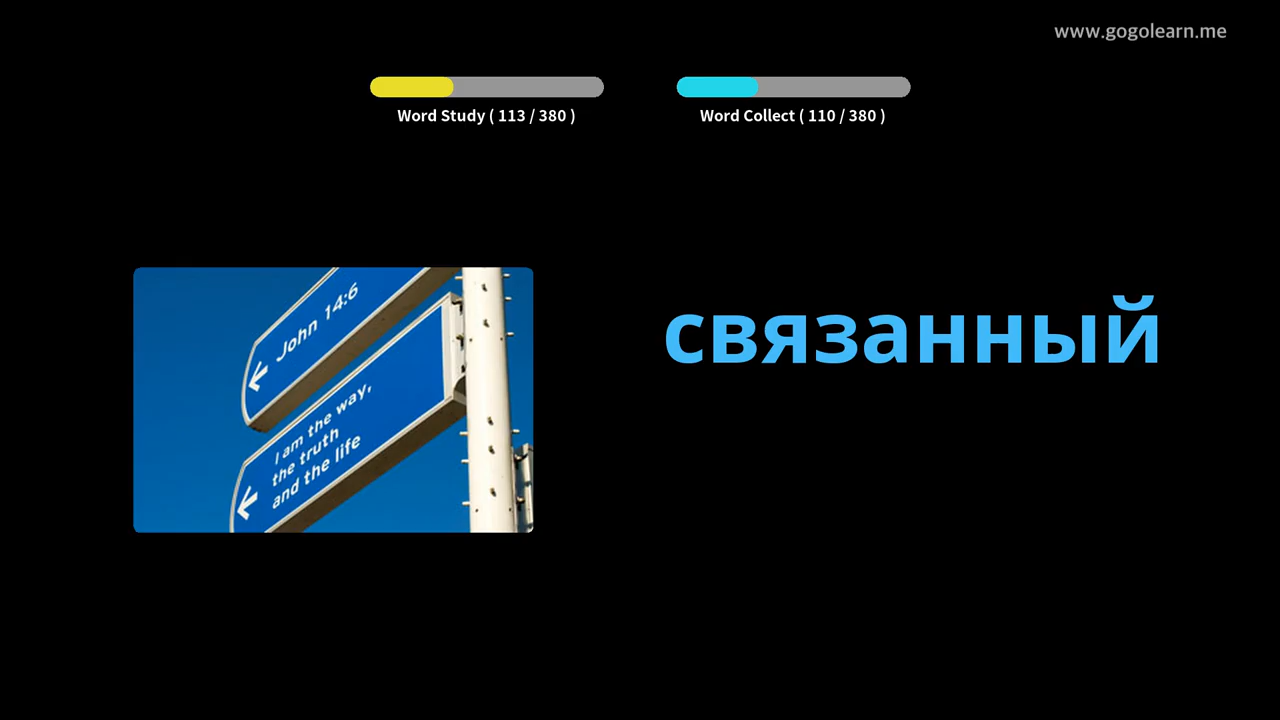 www.gogolearn.me
Word Study ( 113 / 380 )
Word Collect ( 110 / 380 )
John 14:6
I am the way,
the truth
and the life
связанный